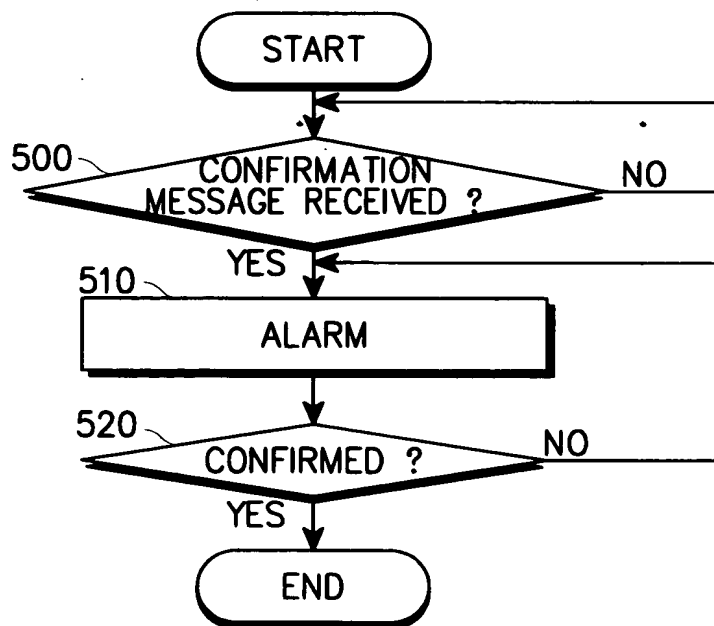 START
500
CONFIRMATION
MESSAGE RECEIVED ?
NO
YES
510
ALARM
520
CONFIRMED ?
NO
YES
END